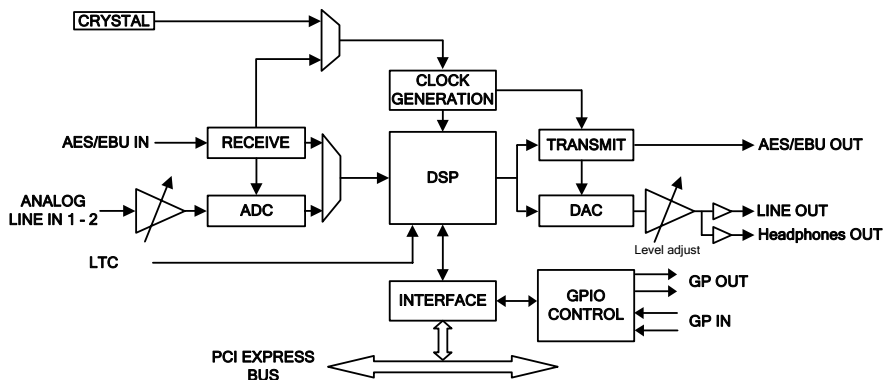 CRYSTAL
CLOCK
GENERATION
AES/EBU IN
RECEIVE
TRANSMIT
AES/EBU OUT
DSP
ANALOG
LINE IN 1 - 2
ADC
DAC
LINE OUT
Headphones OUT
Level adjust
LTC
INTERFACE
GPIO
CONTROL
GP OUT
GP IN
PCI EXPRESS
BUS